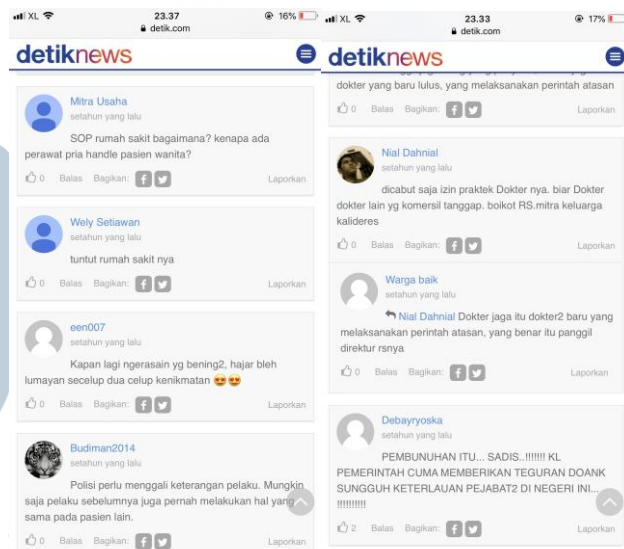 XL 23.37 16%
detik.com
detiknews
Mitra Usaha
setahun yang lalu
SOP rumah sakit bagaimana? kenapa ada
perawat pria handle pasien wanita?
0 Balas Bagikan: Laporkan
Wely Setiawan
setahun yang lalu
tuntut rumah sakit nya
0 Balas Bagikan: Laporkan
een007
setahun yang lalu
Kapan lagi ngerasain yg bening2, hajar bleh
lumayan secelup dua celup kenikmatan 😍😍
0 Balas Bagikan: Laporkan
Budiman2014
setahun yang lalu
Polisi perlu menggali keterangan pelaku. Mungkin
saja pelaku sebelumnya juga pernah melakukan hal yang
sama pada pasien lain.
0 Balas Bagikan: Laporkan
XL 23.33 17%
detik.com
detiknews
dokter yang baru lulus, yang melaksanakan perintah atasan
0 Balas Bagikan: Laporkan
Nial Dahnial
setahun yang lalu
dicabut saja izin praktek Dokter nya. biar Dokter
dokter lain yg komersil tanggap. boikot RS.mitra keluarga
kalideres
0 Balas Bagikan: Laporkan
Warga baik
setahun yang lalu
Nial Dahnial Dokter jaga itu dokter2 baru yang
melaksanakan perintah atasan, yang benar itu panggil
direktur rsnya
0 Balas Bagikan: Laporkan
Debayryoska
setahun yang lalu
PEMBUNUHAN ITU... SADIS..!!!!!!! KL
PEMERINTAH CUMA MEMBERIKAN TEGURAN DOANK
SUNGGUH KETERLAUAN PEJABAT2 DI NEGERI INI...
!!!!!!!!!!
2 Balas Bagikan: Laporkan